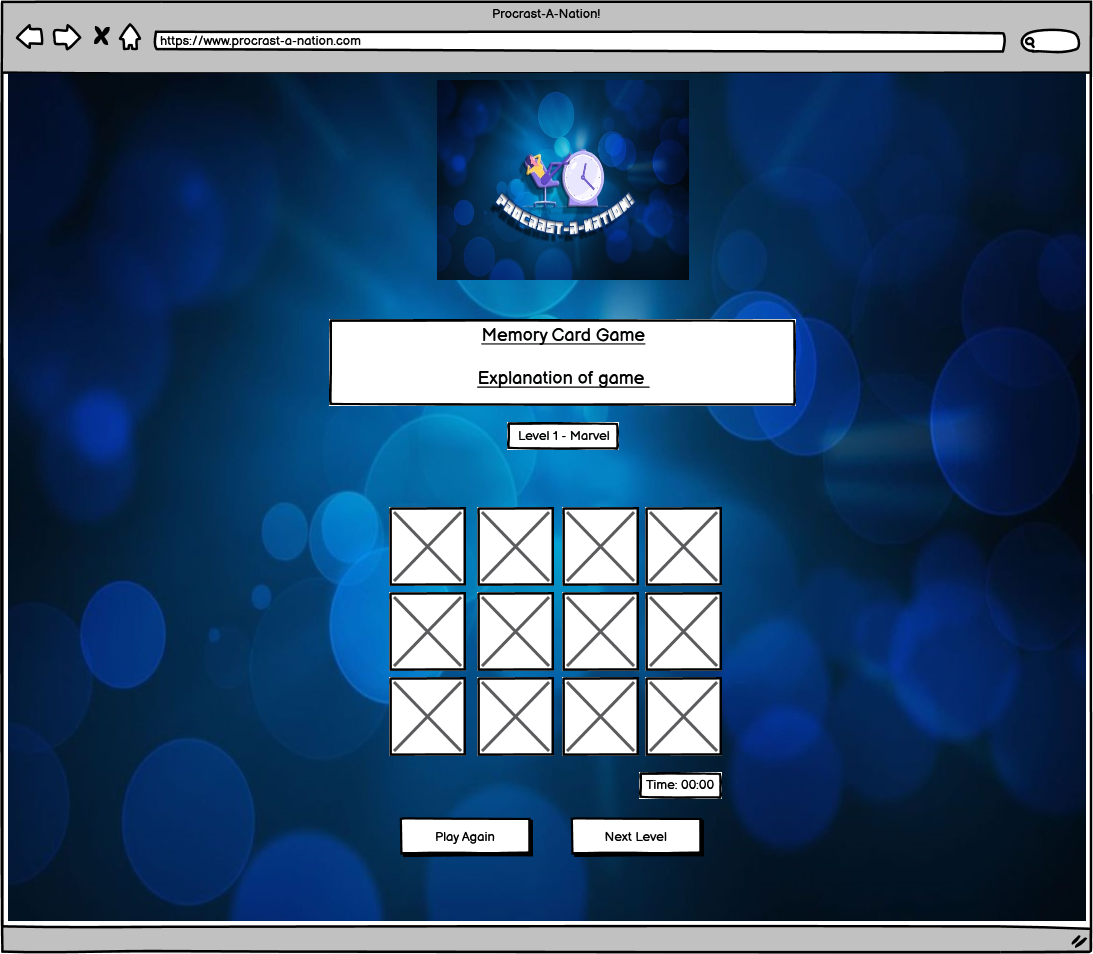 Procrast-A-Nation!
https://www.procrast-a-nation.com
PROCRAST-A-NATION!
Memory Card Game
Explanation of game
Level 1 - Marvel
Time: 00:00
Play Again
Next Level